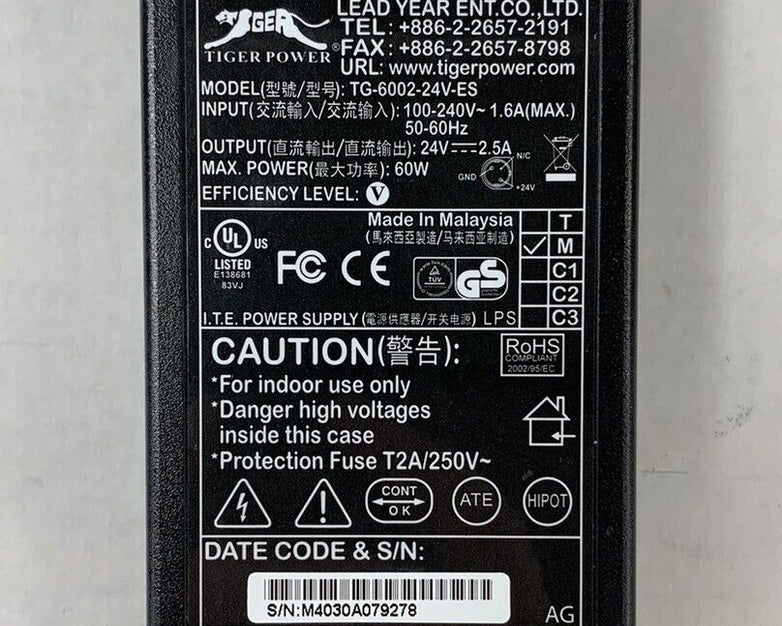 LEAD YEAR ENT.CO.,LTD.
TEL: +886-2-2657-2191
FAX: +886-2-2657-8798
URL: www.tigerpower.com
TIGER
TIGER POWER®
MODEL(型號/型号): TG-6002-24V-ES
INPUT(交流輸入/交流输入): 100-240V~ 1.6A(MAX.)
50-60Hz
OUTPUT(直流輸出/直流输出): 24V⎓2.5A
MAX. POWER(最大功率): 60W
N/C
GND
+24V
EFFICIENCY LEVEL: V
Made In Malaysia
(馬來西亞製造/马来西亚制造)
T
✓ M
C1
C2
C3
C UL US
LISTED
E138681
83VJ
FC CE
TÜV
GS
I.T.E. POWER SUPPLY (電源供應器/开关电源) LPS
CAUTION(警告):
RoHS
COMPLIANT
2002/95/EC
*For indoor use only
*Danger high voltages
inside this case
*Protection Fuse T2A/250V~
CONT
OK
ATE
HIPOT
DATE CODE & S/N:
S/N:M4030A079278
AG